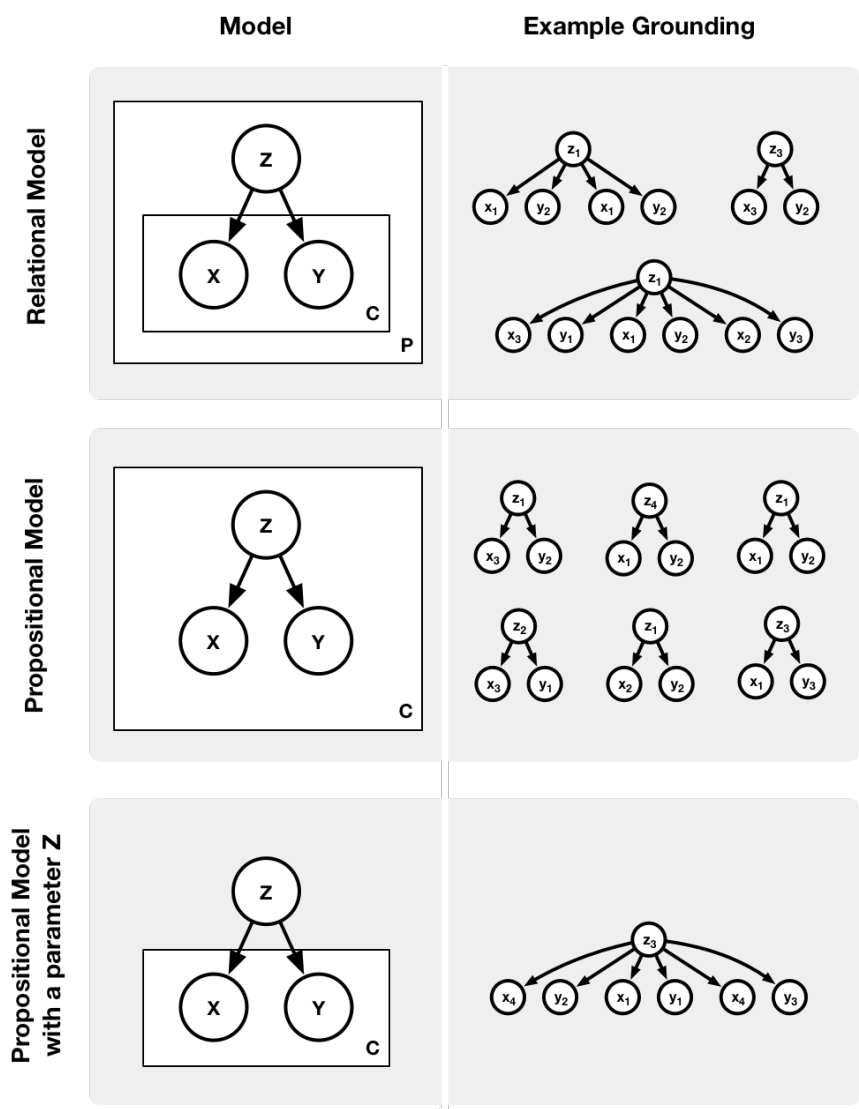 Model Example Grounding
Relational Model
Z
X Y
C
P
z1 z3
x1 y2 x1 y2 x3 y2
z1
x3 y1 x1 y2 x2 y3
Propositional Model
Z
X Y
C
z1 z4 z1
x3 y2 x1 y2 x1 y2
z2 z1 z3
x3 y1 x2 y2 x1 y3
Propositional Model
with a parameter Z
Z
X Y
C
z3
x4 y2 x1 y1 x4 y3